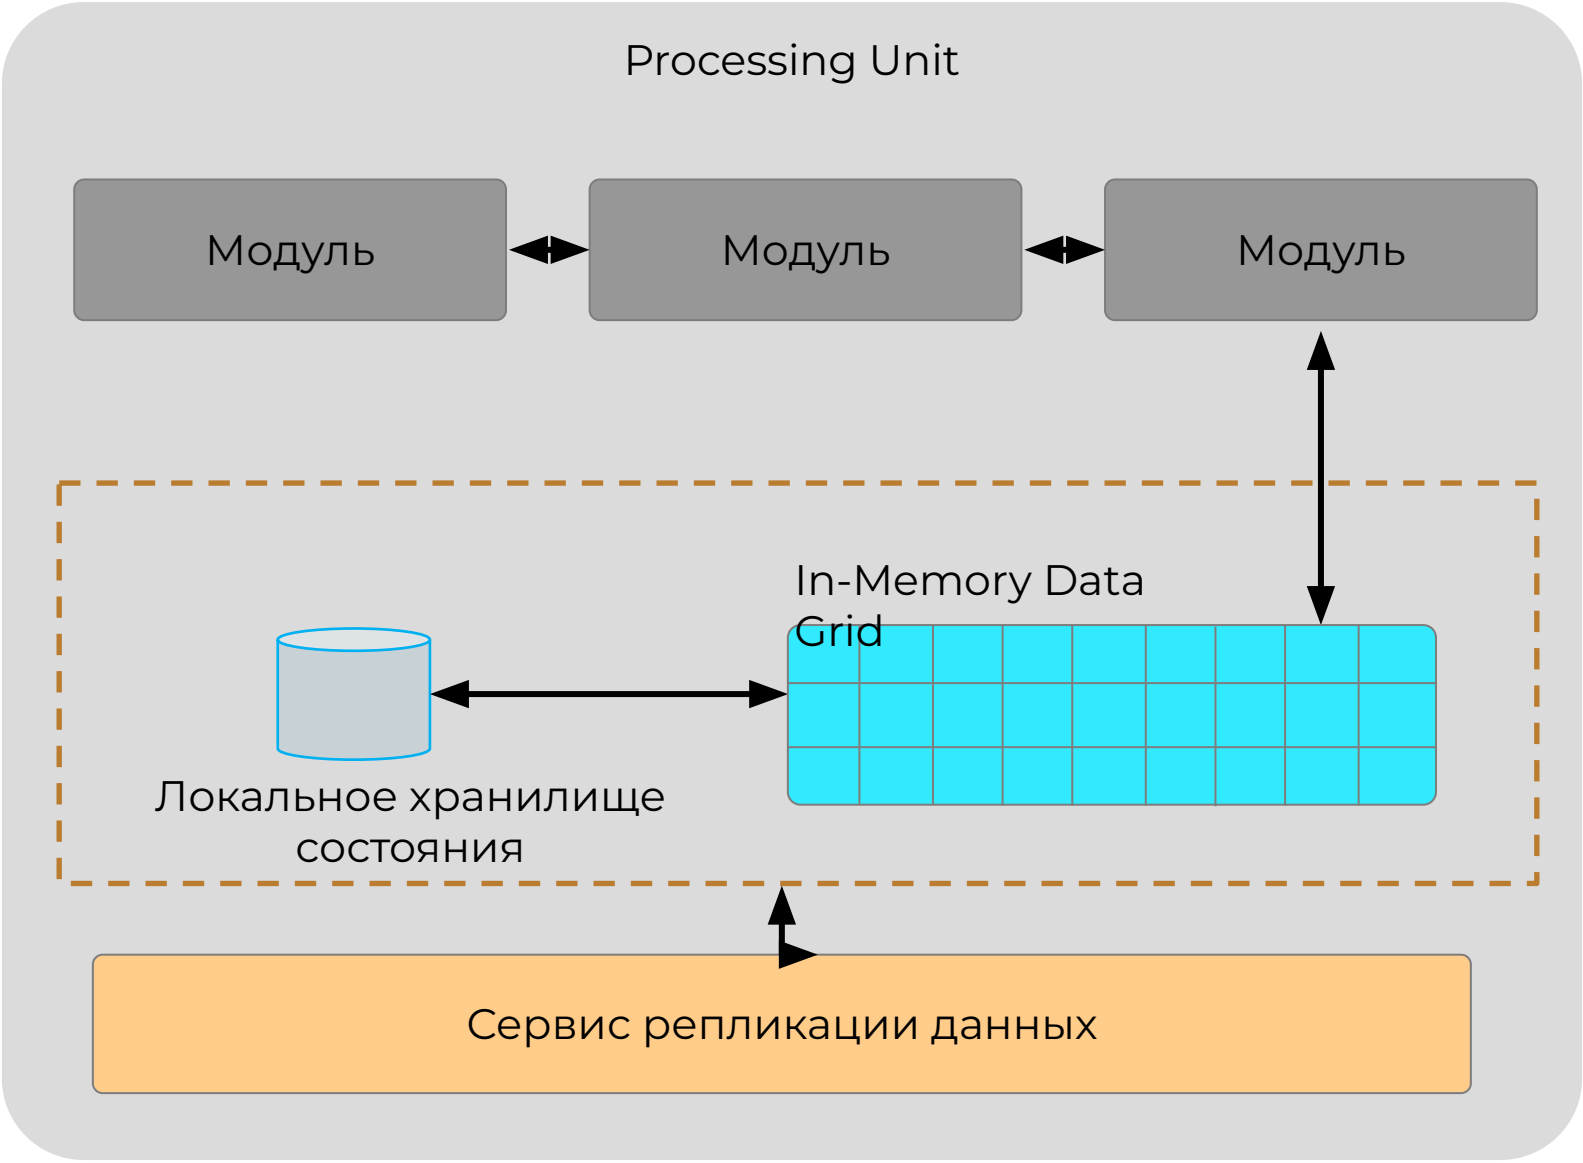 Processing Unit
Модуль
Модуль
Модуль
In-Memory Data
Grid
Локальное хранилище
состояния
Сервис репликации данных